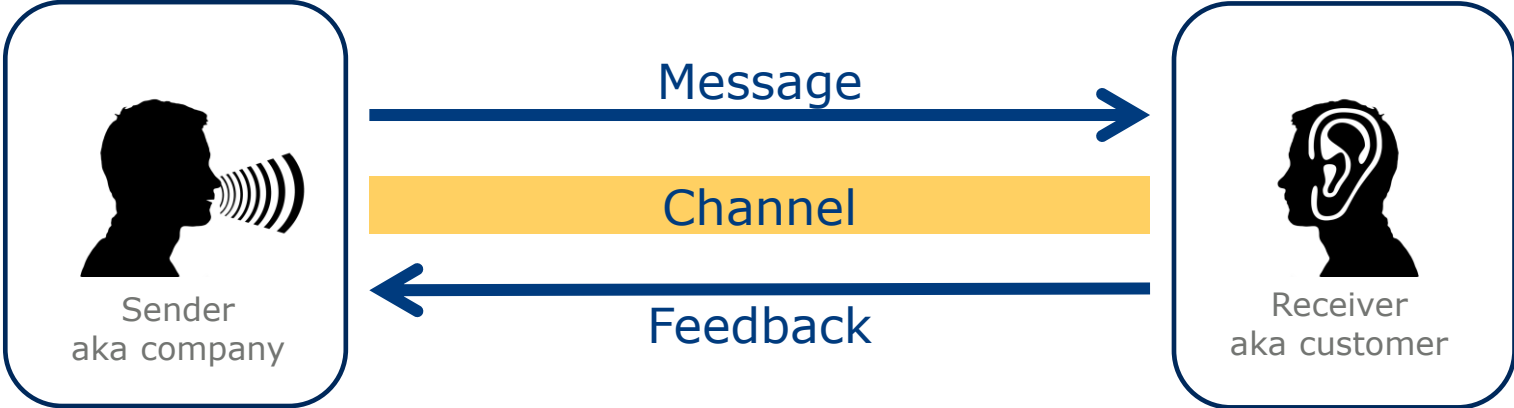 Message
Channel
Feedback
Sender
aka company
Receiver
aka customer